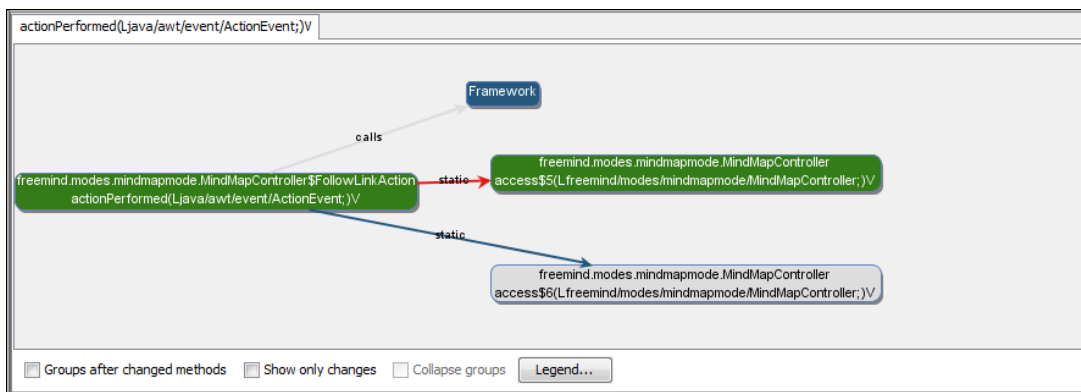 actionPerformed(Ljava/awt/event/ActionEvent;)V
Framework
calls
freemind.modes.mindmapmode.MindMapController
access$5(Lfreemind/modes/mindmapmode/MindMapController;)V
freemind.modes.mindmapmode.MindMapController$FollowLinkAction
actionPerformed(Ljava/awt/event/ActionEvent;)V
static
static
freemind.modes.mindmapmode.MindMapController
access$6(Lfreemind/modes/mindmapmode/MindMapController;)V
Groups after changed methods Show only changes Collapse groups Legend...